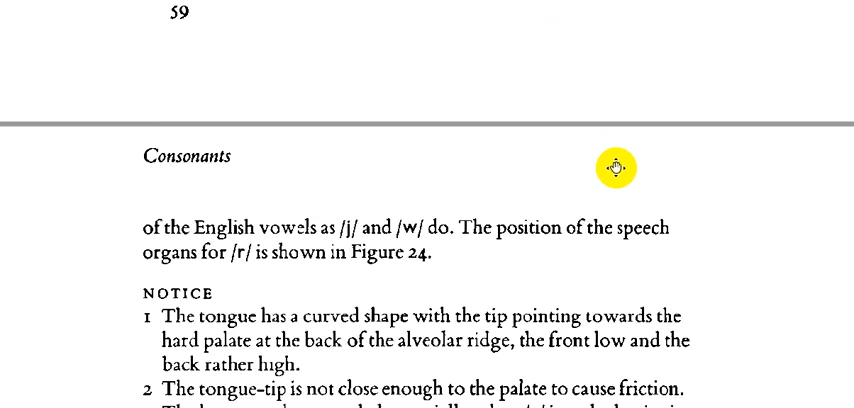 59
Consonants
of the English vowels as /j/ and /w/ do. The position of the speech
organs for /r/ is shown in Figure 24.
NOTICE
1 The tongue has a curved shape with the tip pointing towards the
hard palate at the back of the alveolar ridge, the front low and the
back rather high.
2 The tongue-tip is not close enough to the palate to cause friction.